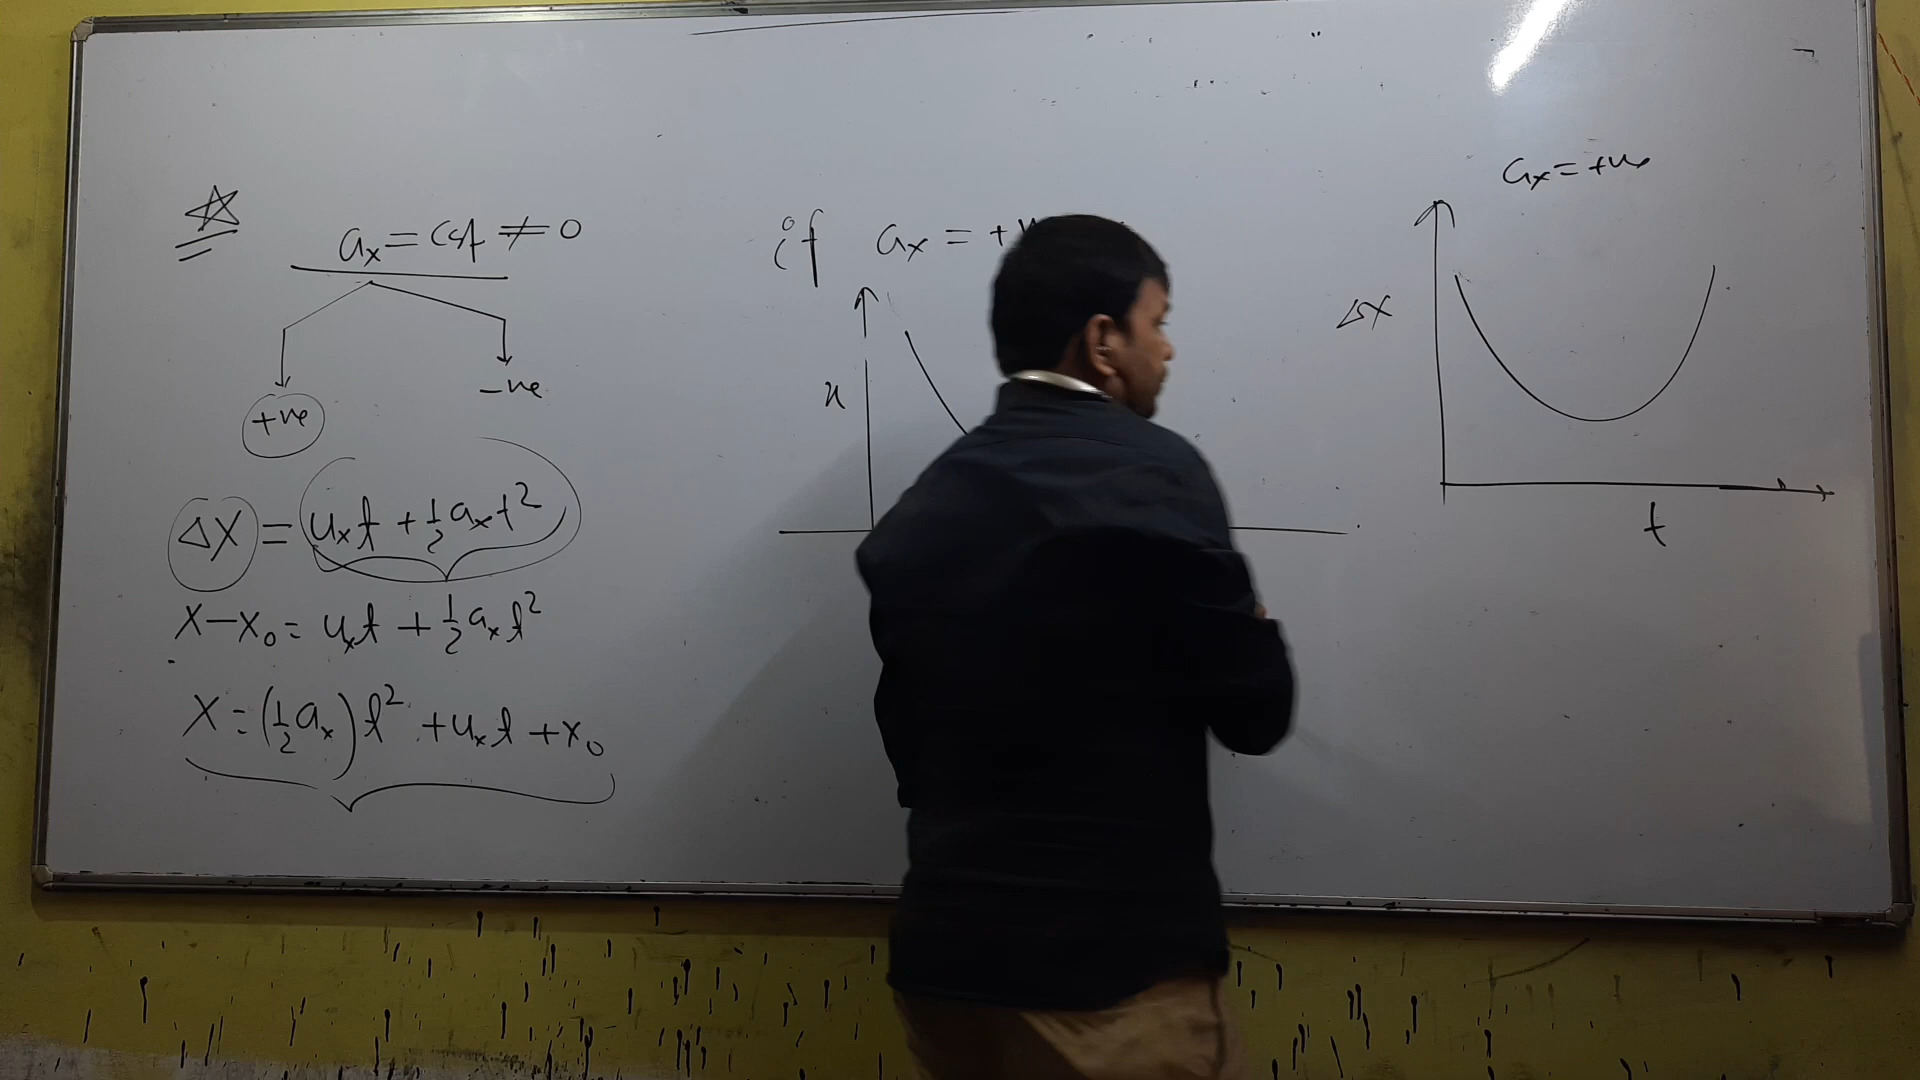 aₓ = cst ≠ 0
+ve
-ve
Δx = uₓt + ½aₓt²
x-x₀ = uₓt + ½aₓt²
x = (½aₓ)t² + uₓt + x₀
if aₓ = +
x
aₓ = +ve
Δx
t